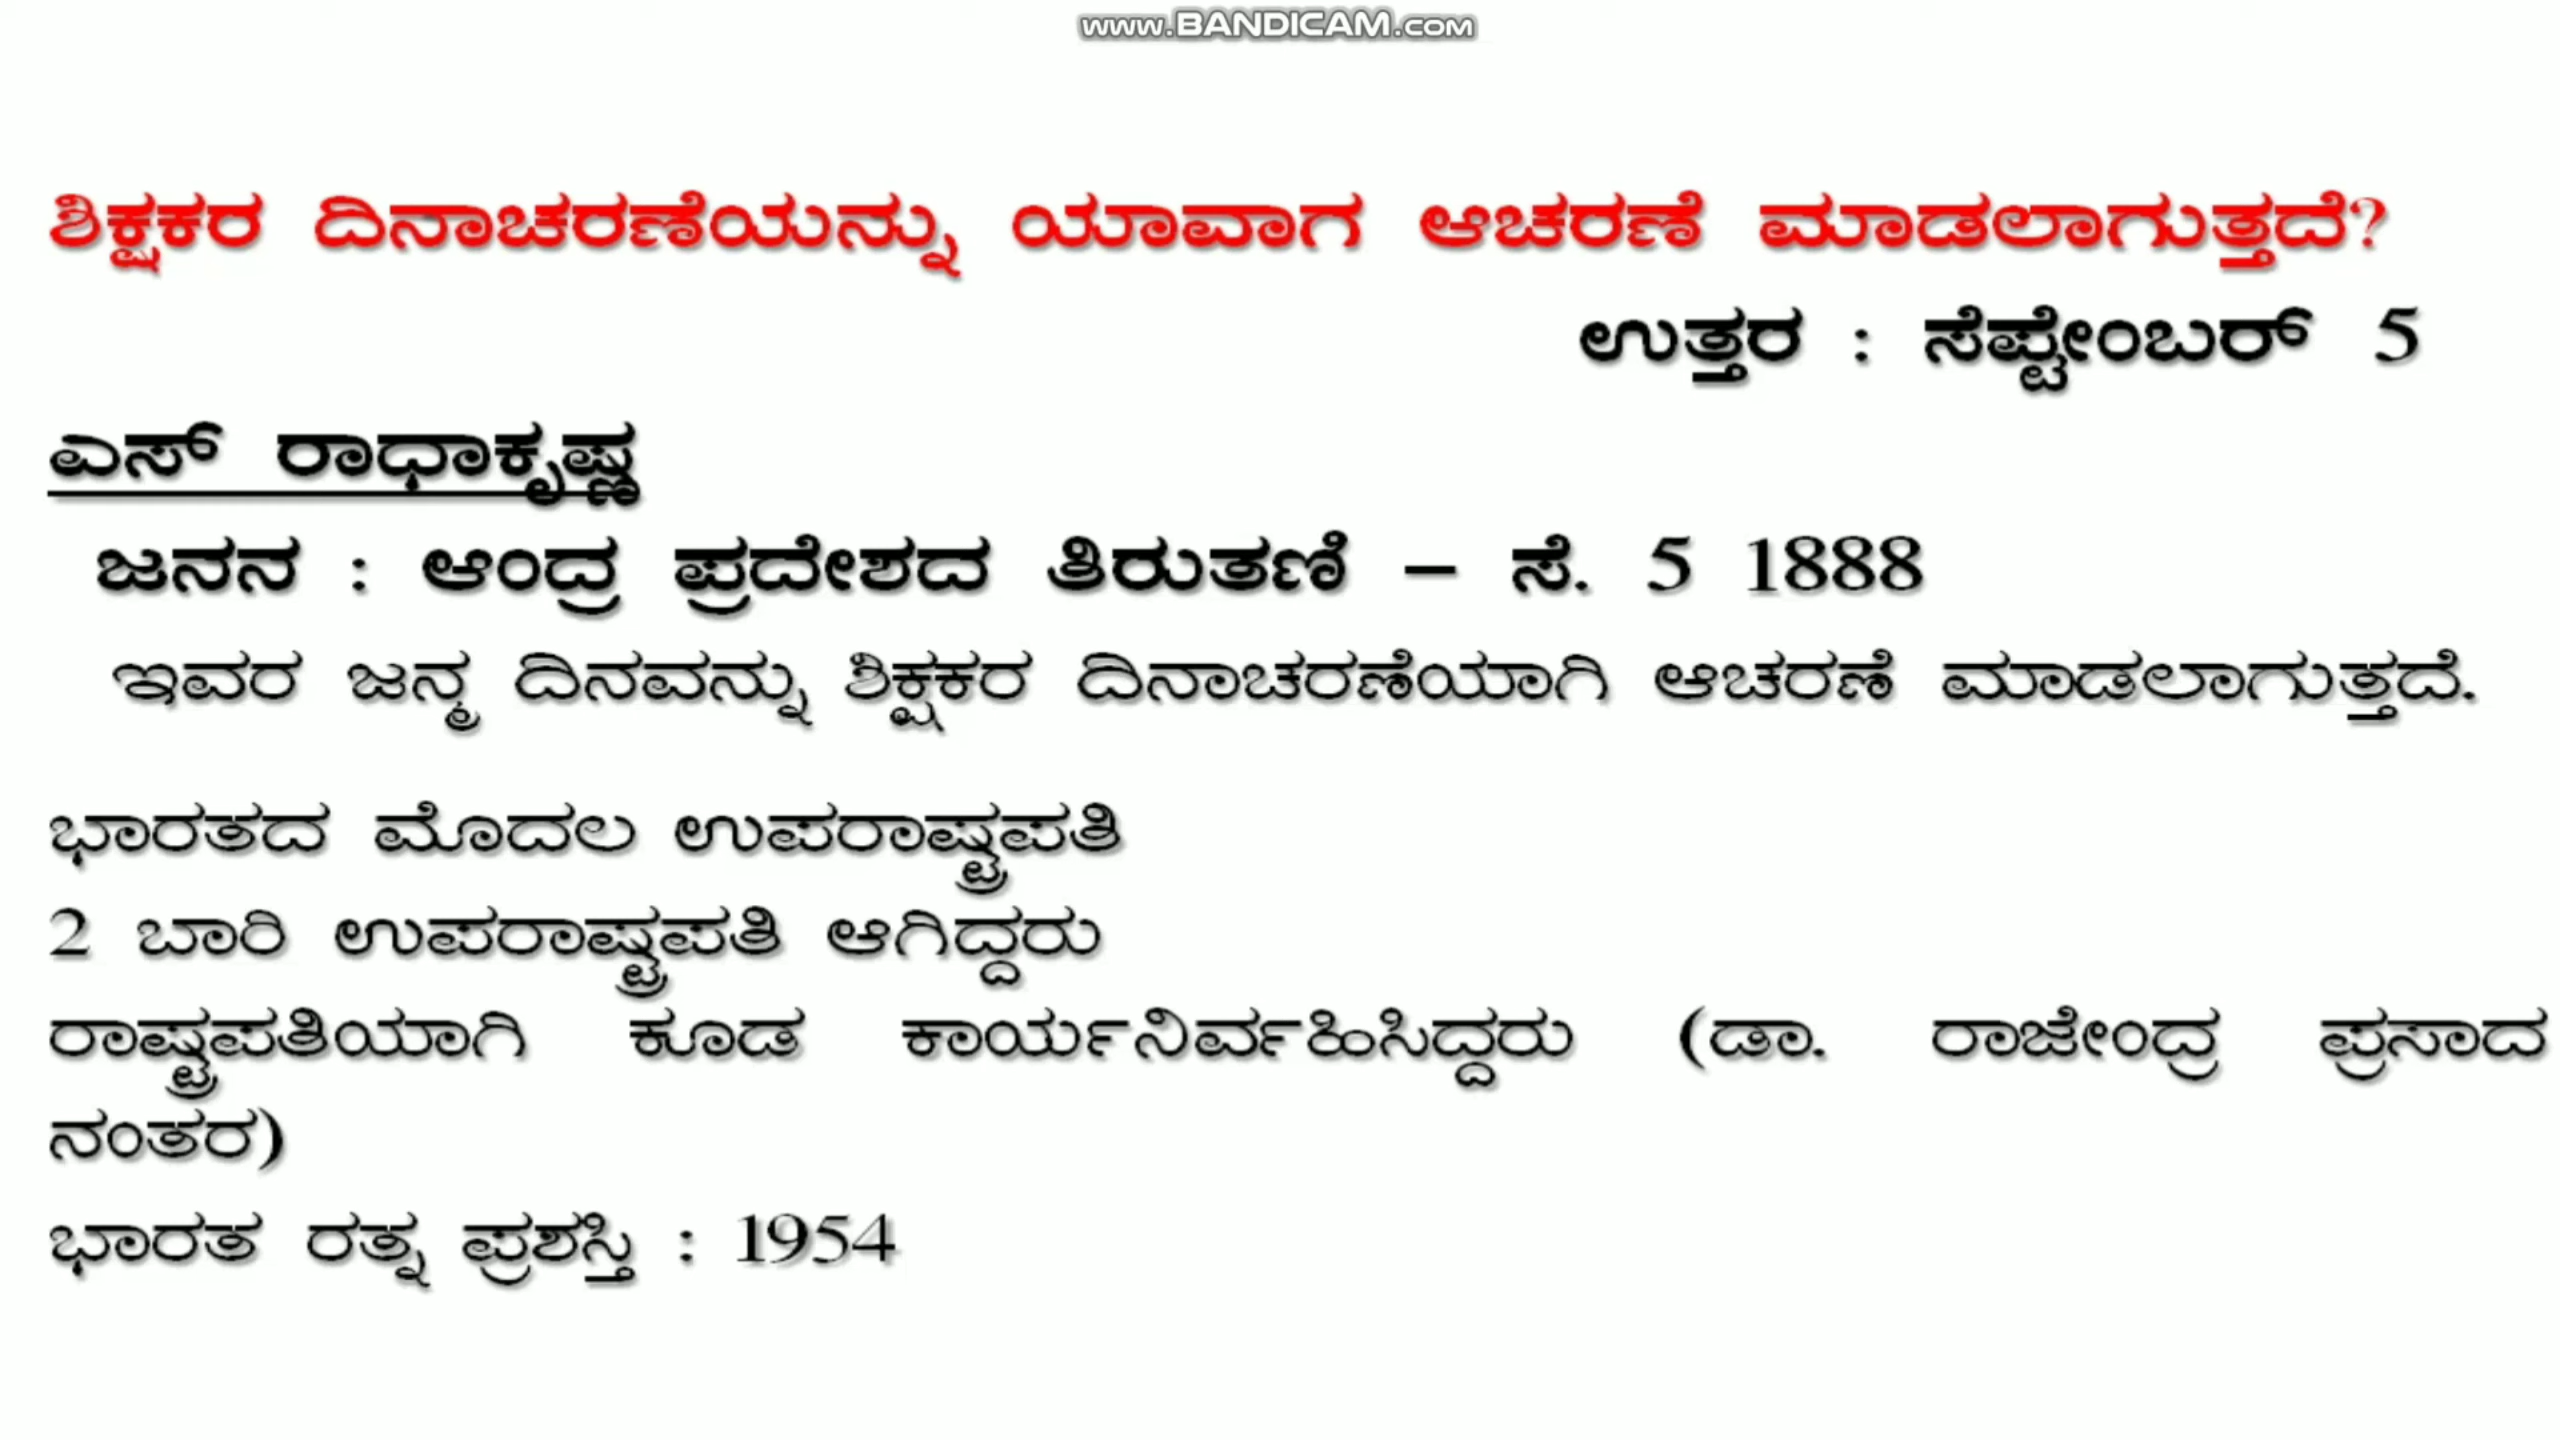 www.BANDICAM.com
ಶಿಕ್ಷಕರ ದಿನಾಚರಣೆಯನ್ನು ಯಾವಾಗ ಆಚರಣೆ ಮಾಡಲಾಗುತ್ತದೆ?
ಉತ್ತರ : ಸೆಪ್ಟೇಂಬರ್ 5
ಎಸ್ ರಾಧಾಕೃಷ್ಣ
ಜನನ : ಆಂದ್ರ ಪ್ರದೇಶದ ತಿರುತಣಿ – ಸೆ. 5 1888
ಇವರ ಜನ್ಮ ದಿನವನ್ನು ಶಿಕ್ಷಕರ ದಿನಾಚರಣೆಯಾಗಿ ಆಚರಣೆ ಮಾಡಲಾಗುತ್ತದೆ.
ಭಾರತದ ಮೊದಲ ಉಪರಾಷ್ಟ್ರಪತಿ
2 ಬಾರಿ ಉಪರಾಷ್ಟ್ರಪತಿ ಆಗಿದ್ದರು
ರಾಷ್ಟ್ರಪತಿಯಾಗಿ ಕೂಡ ಕಾರ್ಯನಿರ್ವಹಿಸಿದ್ದರು (ಡಾ. ರಾಜೇಂದ್ರ ಪ್ರಸಾದ
ನಂತರ)
ಭಾರತ ರತ್ನ ಪ್ರಶಸ್ತಿ : 1954